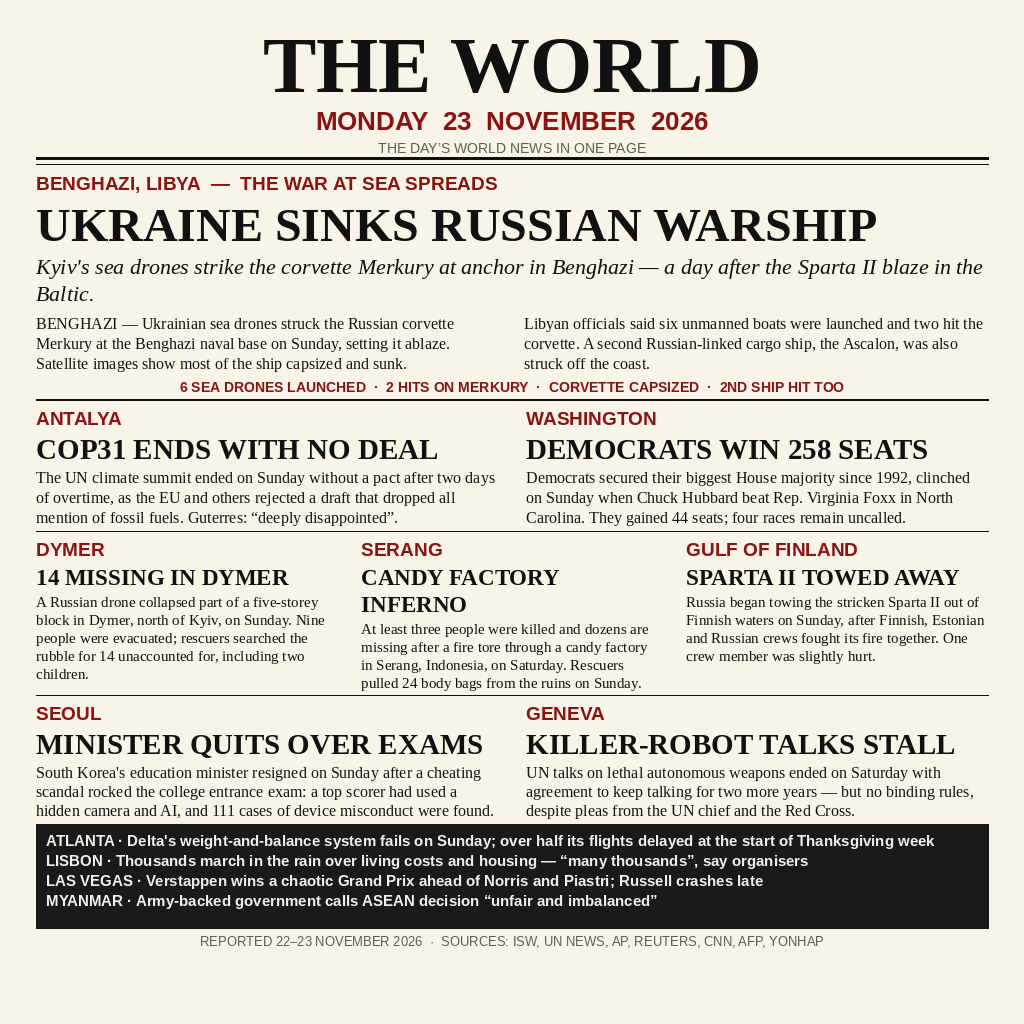 THE WORLD
MONDAY 23 NOVEMBER 2026
THE DAY’S WORLD NEWS IN ONE PAGE
BENGHAZI, LIBYA — THE WAR AT SEA SPREADS
UKRAINE SINKS RUSSIAN WARSHIP
Kyiv's sea drones strike the corvette Merkury at anchor in Benghazi — a day after the Sparta II blaze in the
Baltic.
BENGHAZI — Ukrainian sea drones struck the Russian corvette
Merkury at the Benghazi naval base on Sunday, setting it ablaze.
Satellite images show most of the ship capsized and sunk.
Libyan officials said six unmanned boats were launched and two hit the
corvette. A second Russian-linked cargo ship, the Ascalon, was also
struck off the coast.
6 SEA DRONES LAUNCHED · 2 HITS ON MERKURY · CORVETTE CAPSIZED · 2ND SHIP HIT TOO
ANTALYA
COP31 ENDS WITH NO DEAL
The UN climate summit ended on Sunday without a pact after two days
of overtime, as the EU and others rejected a draft that dropped all
mention of fossil fuels. Guterres: “deeply disappointed”.
WASHINGTON
DEMOCRATS WIN 258 SEATS
Democrats secured their biggest House majority since 1992, clinched
on Sunday when Chuck Hubbard beat Rep. Virginia Foxx in North
Carolina. They gained 44 seats; four races remain uncalled.
DYMER
14 MISSING IN DYMER
A Russian drone collapsed part of a five-storey
block in Dymer, north of Kyiv, on Sunday. Nine
people were evacuated; rescuers searched the
rubble for 14 unaccounted for, including two
children.
SERANG
CANDY FACTORY
INFERNO
At least three people were killed and dozens are
missing after a fire tore through a candy factory
in Serang, Indonesia, on Saturday. Rescuers
pulled 24 body bags from the ruins on Sunday.
GULF OF FINLAND
SPARTA II TOWED AWAY
Russia began towing the stricken Sparta II out of
Finnish waters on Sunday, after Finnish, Estonian
and Russian crews fought its fire together. One
crew member was slightly hurt.
SEOUL
MINISTER QUITS OVER EXAMS
South Korea's education minister resigned on Sunday after a cheating
scandal rocked the college entrance exam: a top scorer had used a
hidden camera and AI, and 111 cases of device misconduct were found.
GENEVA
KILLER-ROBOT TALKS STALL
UN talks on lethal autonomous weapons ended on Saturday with
agreement to keep talking for two more years — but no binding rules,
despite pleas from the UN chief and the Red Cross.
ATLANTA · Delta's weight-and-balance system fails on Sunday; over half its flights delayed at the start of Thanksgiving week
LISBON · Thousands march in the rain over living costs and housing — “many thousands”, say organisers
LAS VEGAS · Verstappen wins a chaotic Grand Prix ahead of Norris and Piastri; Russell crashes late
MYANMAR · Army-backed government calls ASEAN decision “unfair and imbalanced”
REPORTED 22–23 NOVEMBER 2026 · SOURCES: ISW, UN NEWS, AP, REUTERS, CNN, AFP, YONHAP